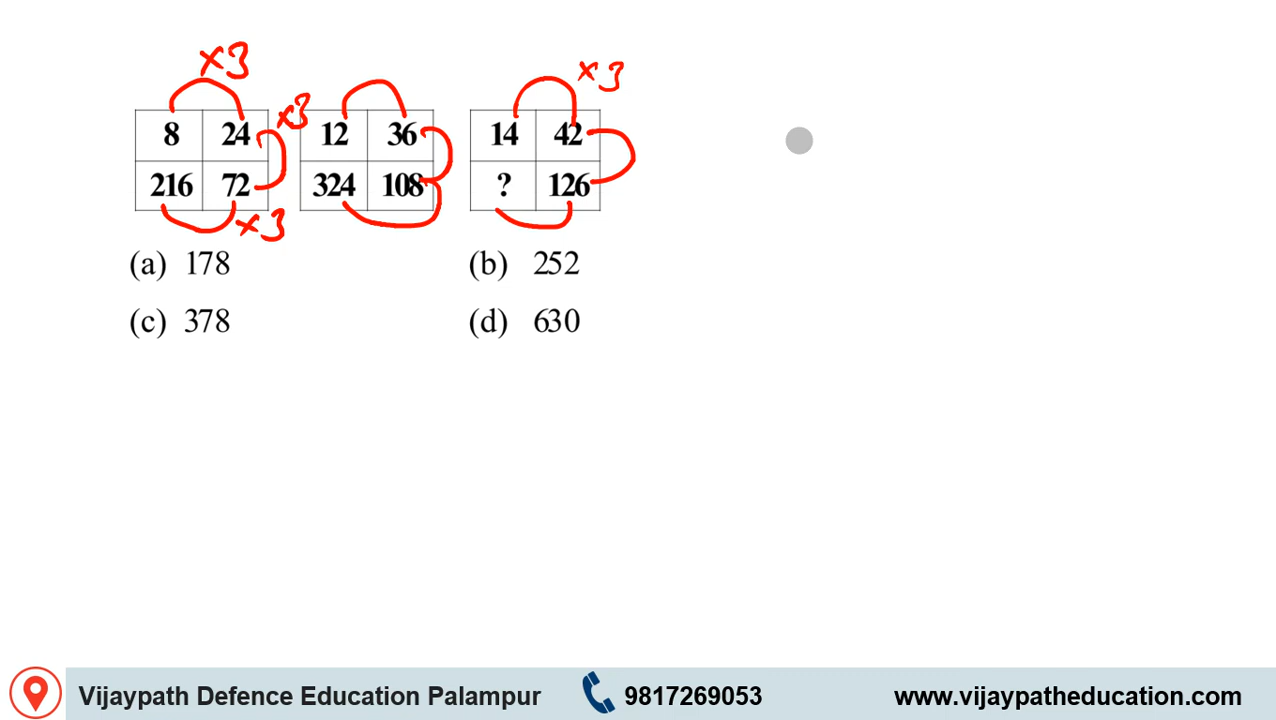 ×3
×3
×3
8 24 12 36 14 42
216 72 324 108 ? 126
×3
(a) 178 (b) 252
(c) 378 (d) 630
Vijaypath Defence Education Palampur 9817269053 www.vijaypatheducation.com